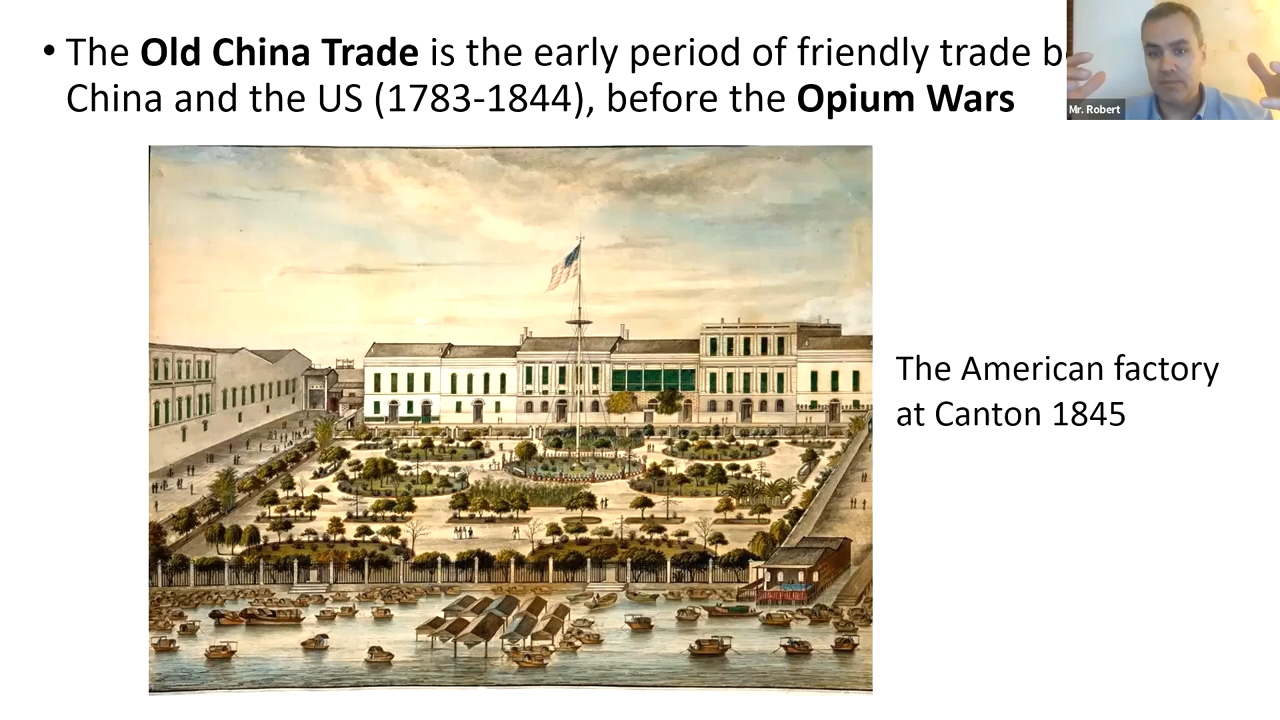 • The Old China Trade is the early period of friendly trade
China and the US (1783-1844), before the Opium Wars
Mr. Robert
The American factory
at Canton 1845